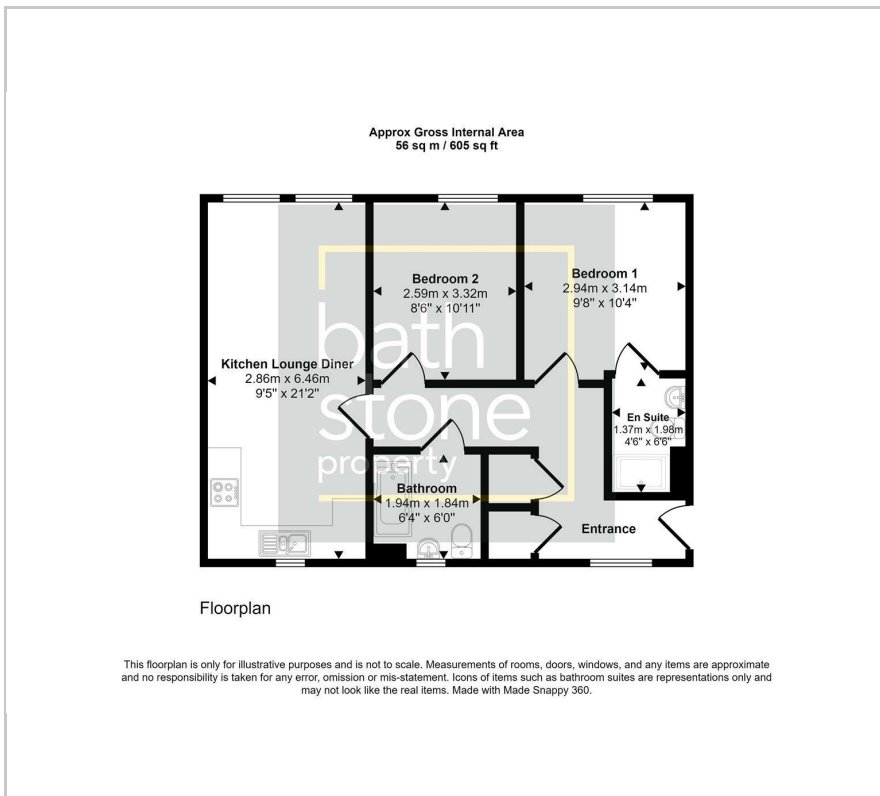 Approx Gross Internal Area
56 sq m / 605 sq ft
Bedroom 2
2.59m x 3.32m
8'6" x 10'11"
Bedroom 1
2.94m x 3.14m
9'8" x 10'4"
bath
stone
property
Kitchen Lounge Diner
2.86m x 6.46m
9'5" x 21'2"
En Suite
1.37m x 1.98m
4'6" x 6'6"
Bathroom
1.94m x 1.84m
6'4" x 6'0"
Entrance
Floorplan
This floorplan is only for illustrative purposes and is not to scale. Measurements of rooms, doors, windows, and any items are approximate
and no responsibility is taken for any error, omission or mis-statement. Icons of items such as bathroom suites are representations only and
may not look like the real items. Made with Made Snappy 360.